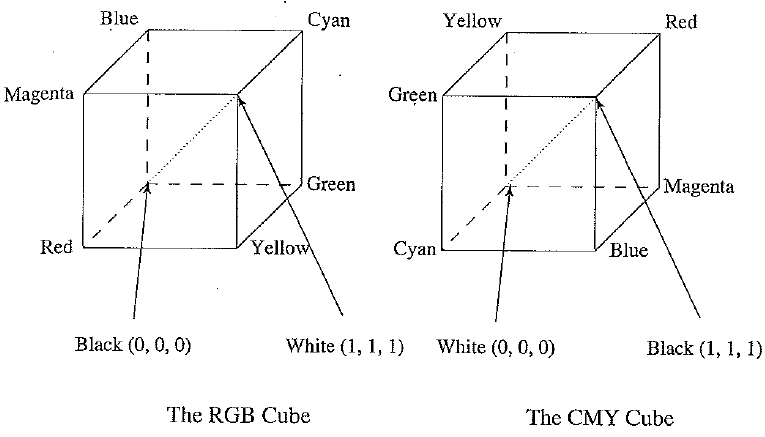 Blue
Cyan
Magenta
Green
Red
Yellow
Black (0, 0, 0)
White (1, 1, 1)
The RGB Cube
Yellow
Red
Green
Magenta
Cyan
Blue
White (0, 0, 0)
Black (1, 1, 1)
The CMY Cube